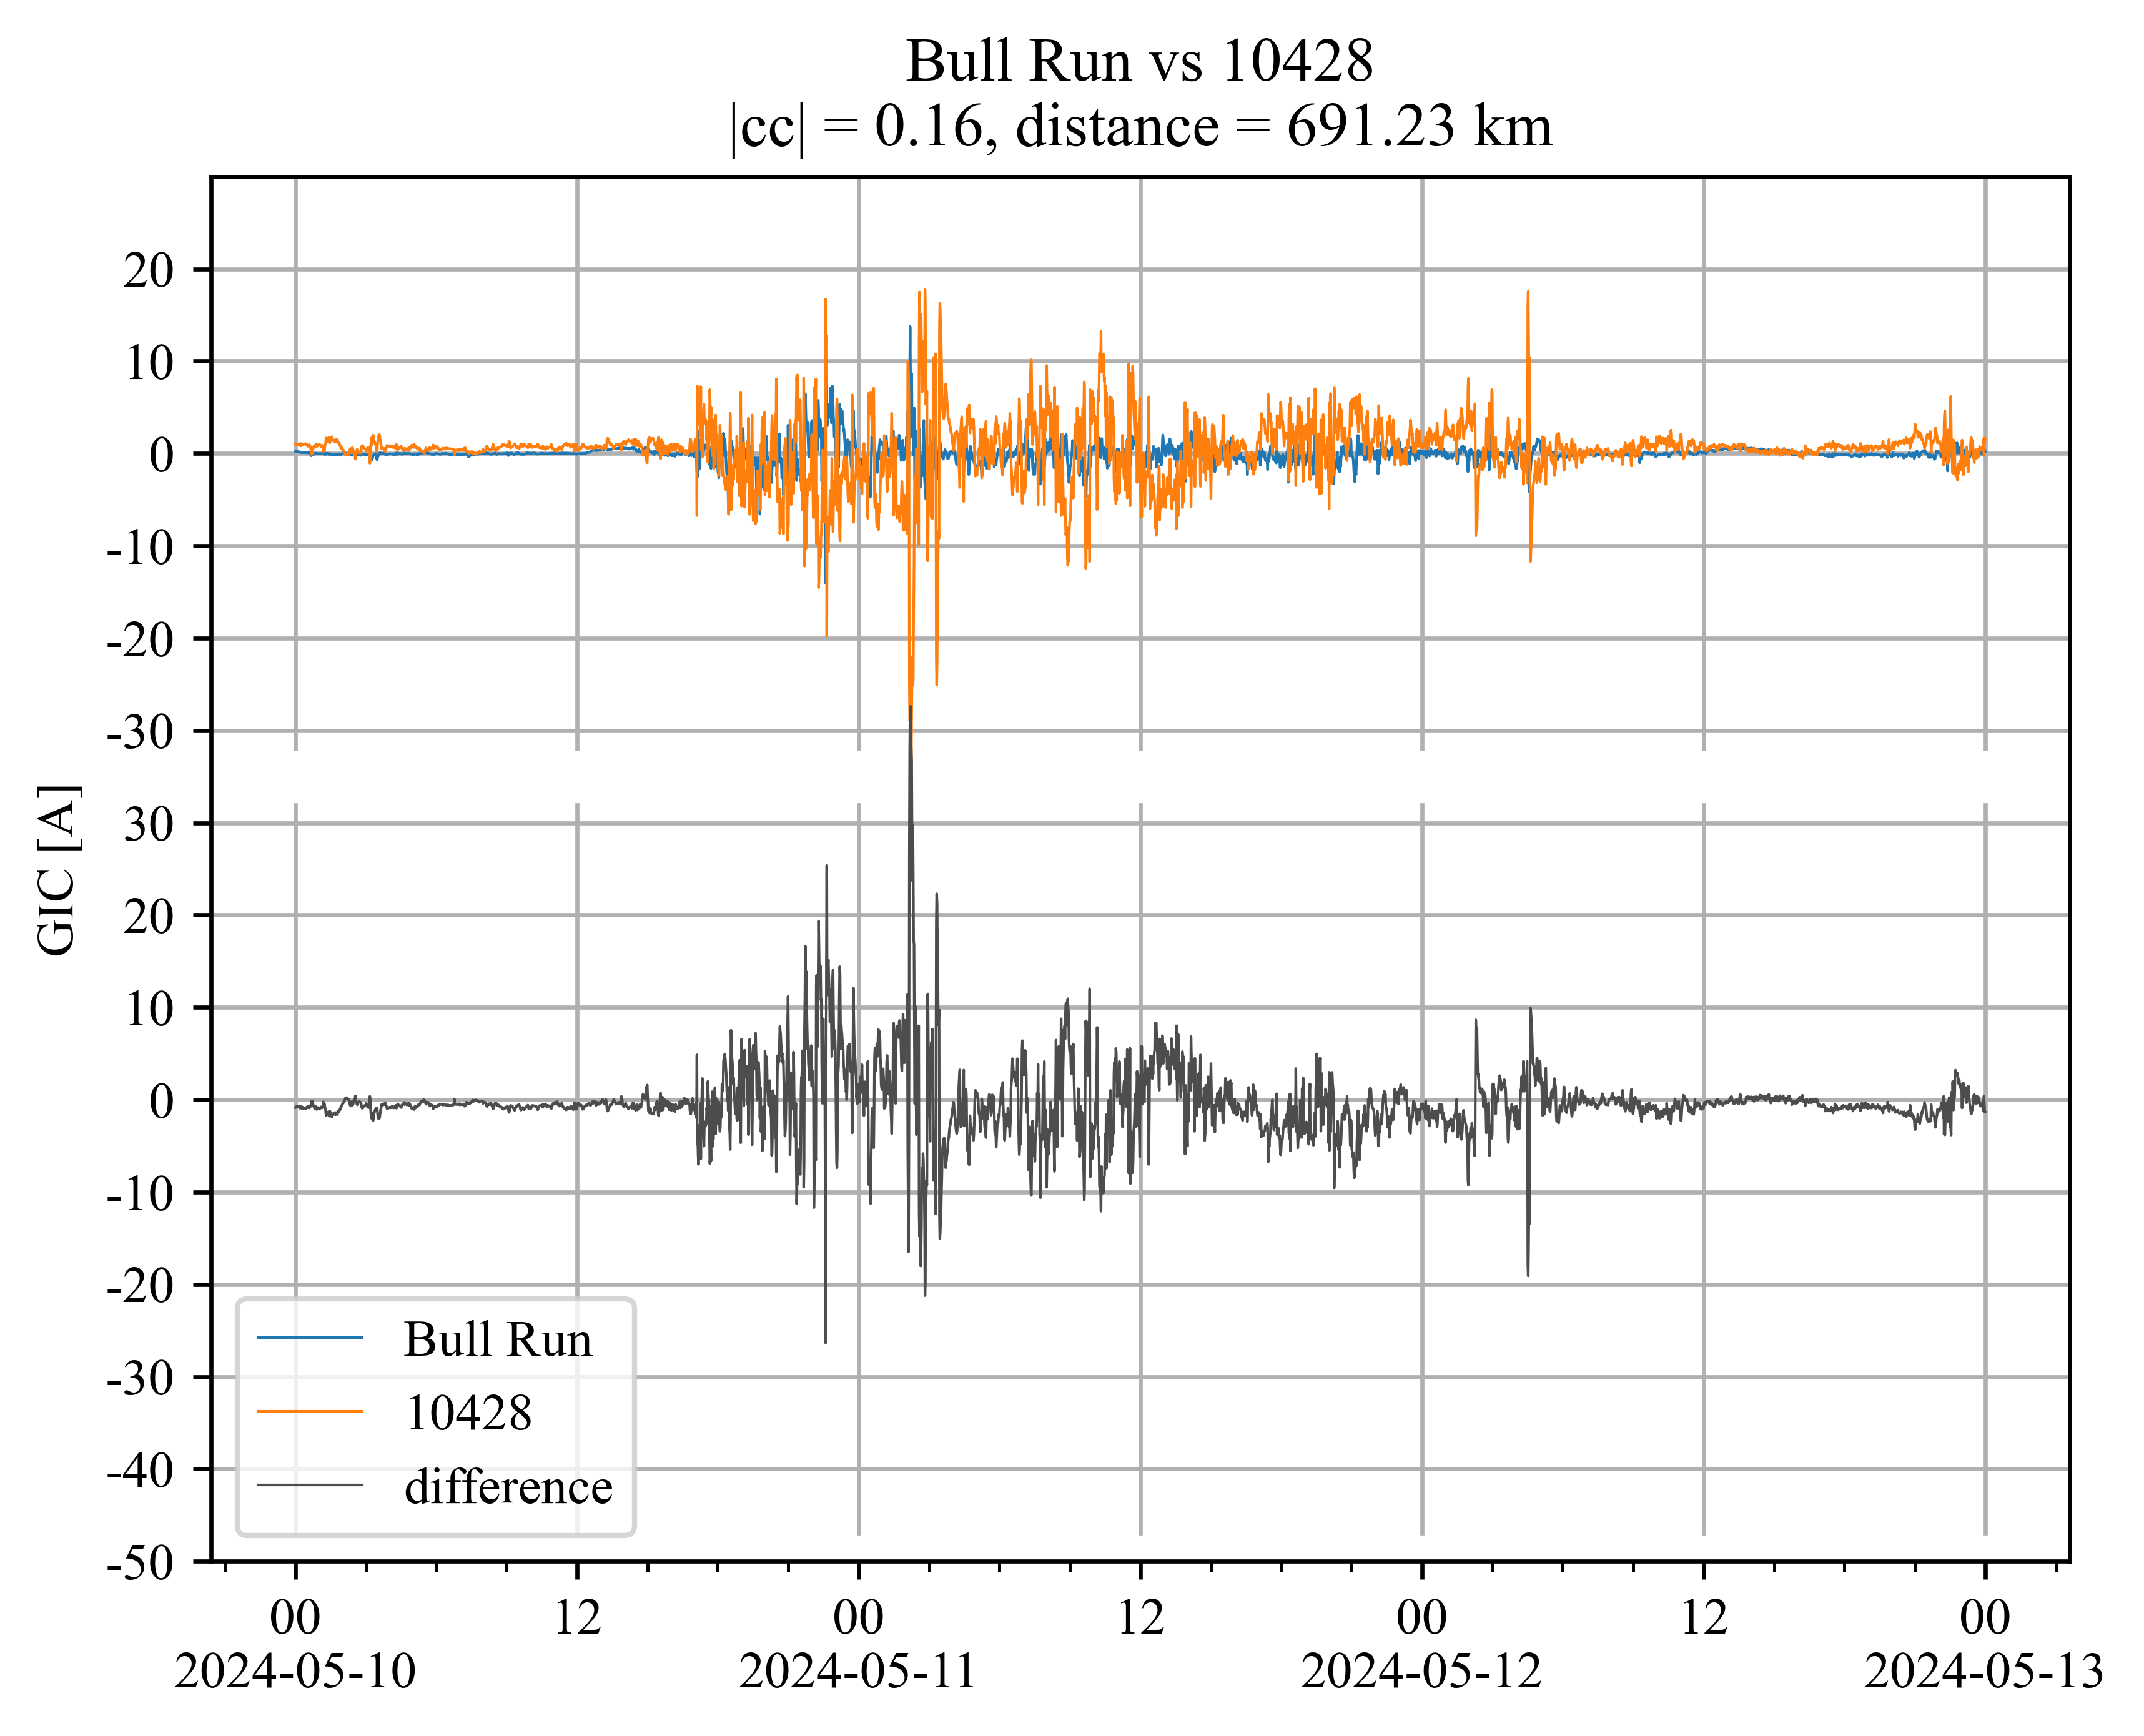 Bull Run vs 10428
|cc| = 0.16, distance = 691.23 km
20
10
0
-10
-20
-30
30
20
10
0
-10
-20
-30
-40
-50
GIC [A]
Bull Run
10428
difference
00 12 00 12 00 12 00
2024-05-10 2024-05-11 2024-05-12 2024-05-13